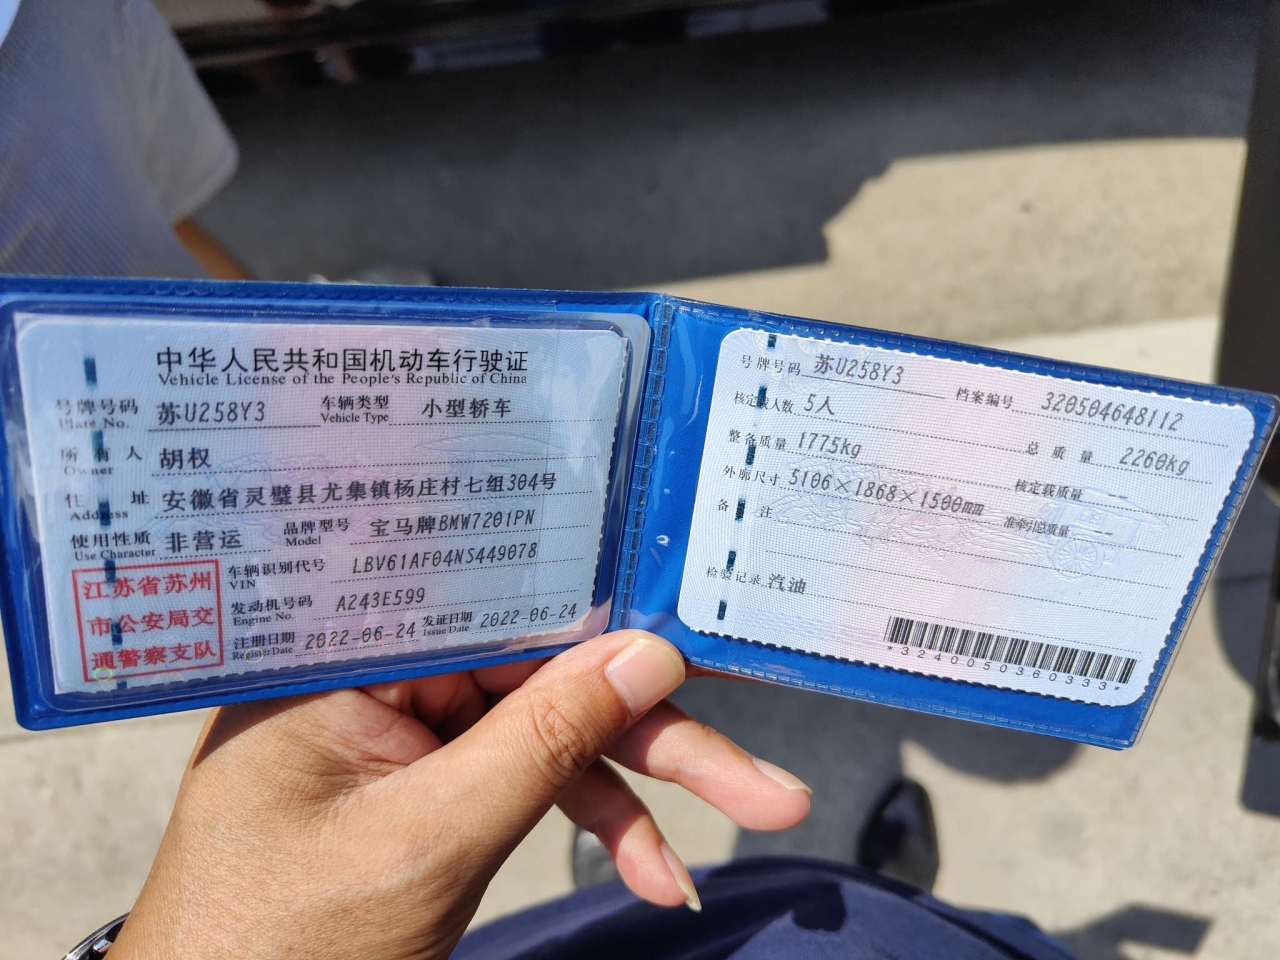 中华人民共和国机动车行驶证
Vehicle License of the People's Republic of China
号牌号码 苏U258Y3 车辆类型 小型轿车
Plate No. Vehicle Type
所有人 胡权
Owner
住址 安徽省灵璧县尤集镇杨庄村七组304号
Address
使用性质 非营运 品牌型号 宝马牌BMW7201PN
Use Character Model
江苏省苏州
市公安局交
通警察支队
车辆识别代号 LBV61AF04NS449078
VIN
发动机号码 A243E599
Engine No.
注册日期 2022-06-24 发证日期 2022-06-24
Register Date Issue Date
号牌号码 苏U258Y3 档案编号 320504648112
核定载人数 5人 总质量 2260kg
整备质量 1775kg 核定载质量 --
外廓尺寸 5106×1868×1500mm 准牵引总质量 --
备注
检验记录 汽油
*3240050360333*